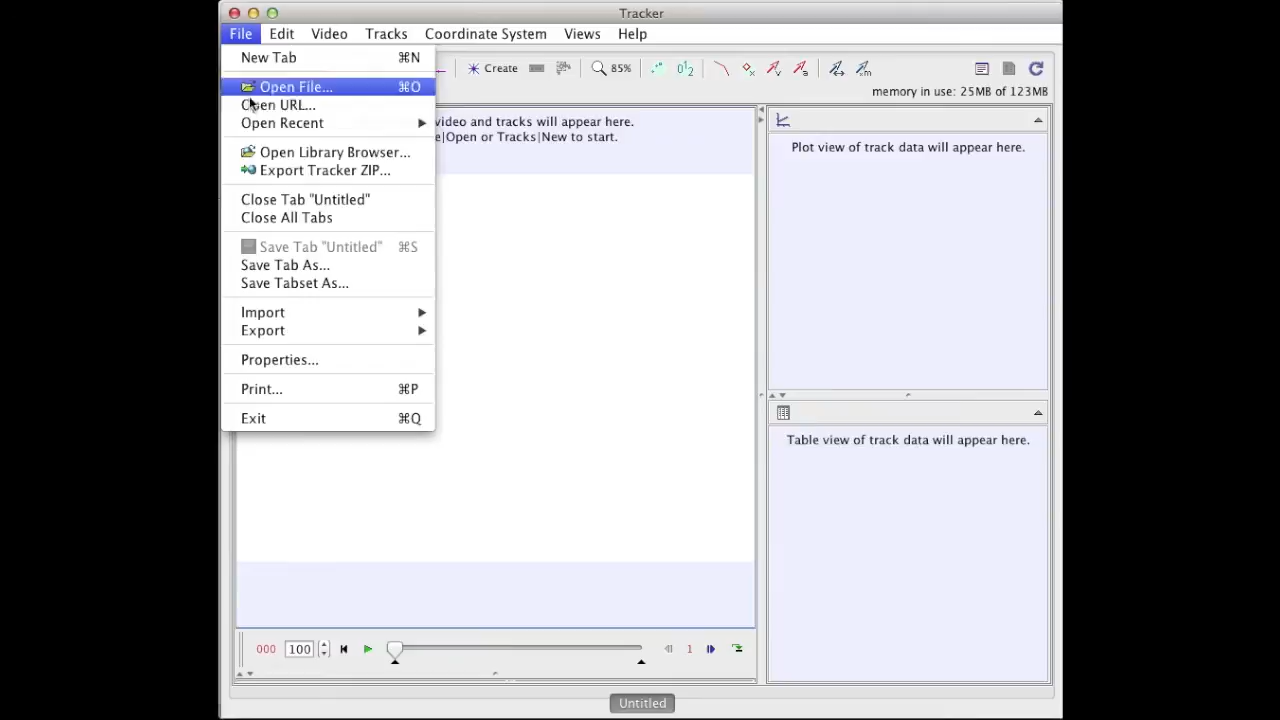 Tracker
File Edit Video Tracks Coordinate System Views Help
New Tab ⌘N
Open File... ⌘O
Open URL...
Open Recent
Open Library Browser...
Export Tracker ZIP...
Close Tab "Untitled"
Close All Tabs
Save Tab "Untitled" ⌘S
Save Tab As...
Save Tabset As...
Import
Export
Properties...
Print... ⌘P
Exit ⌘Q
Create 85%
memory in use: 25MB of 123MB
video and tracks will appear here.
e|Open or Tracks|New to start.
Plot view of track data will appear here.
Table view of track data will appear here.
000 100 1
Untitled